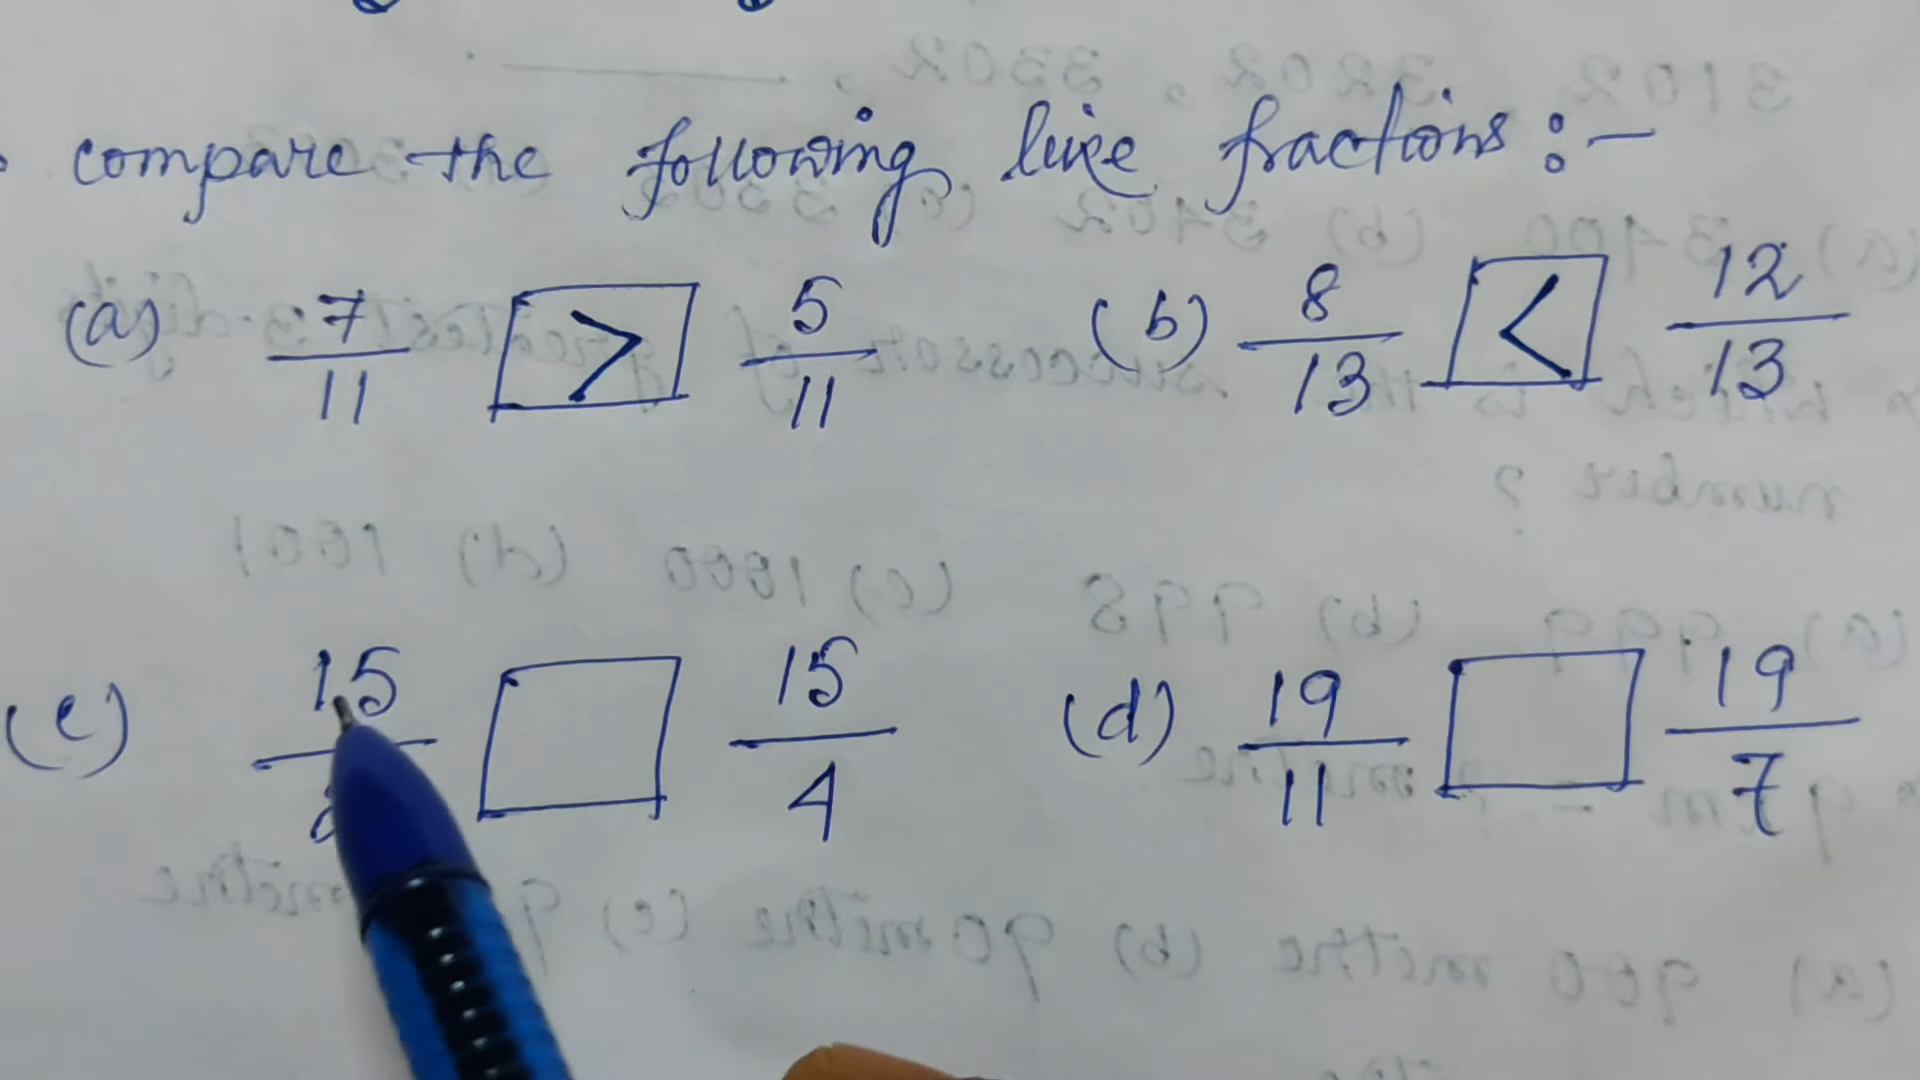 compare the following like fractions :-
(a) 7/11 > 5/11 (b) 8/13 < 12/13
(c) 15/ 15/4 (d) 19/11 19/7